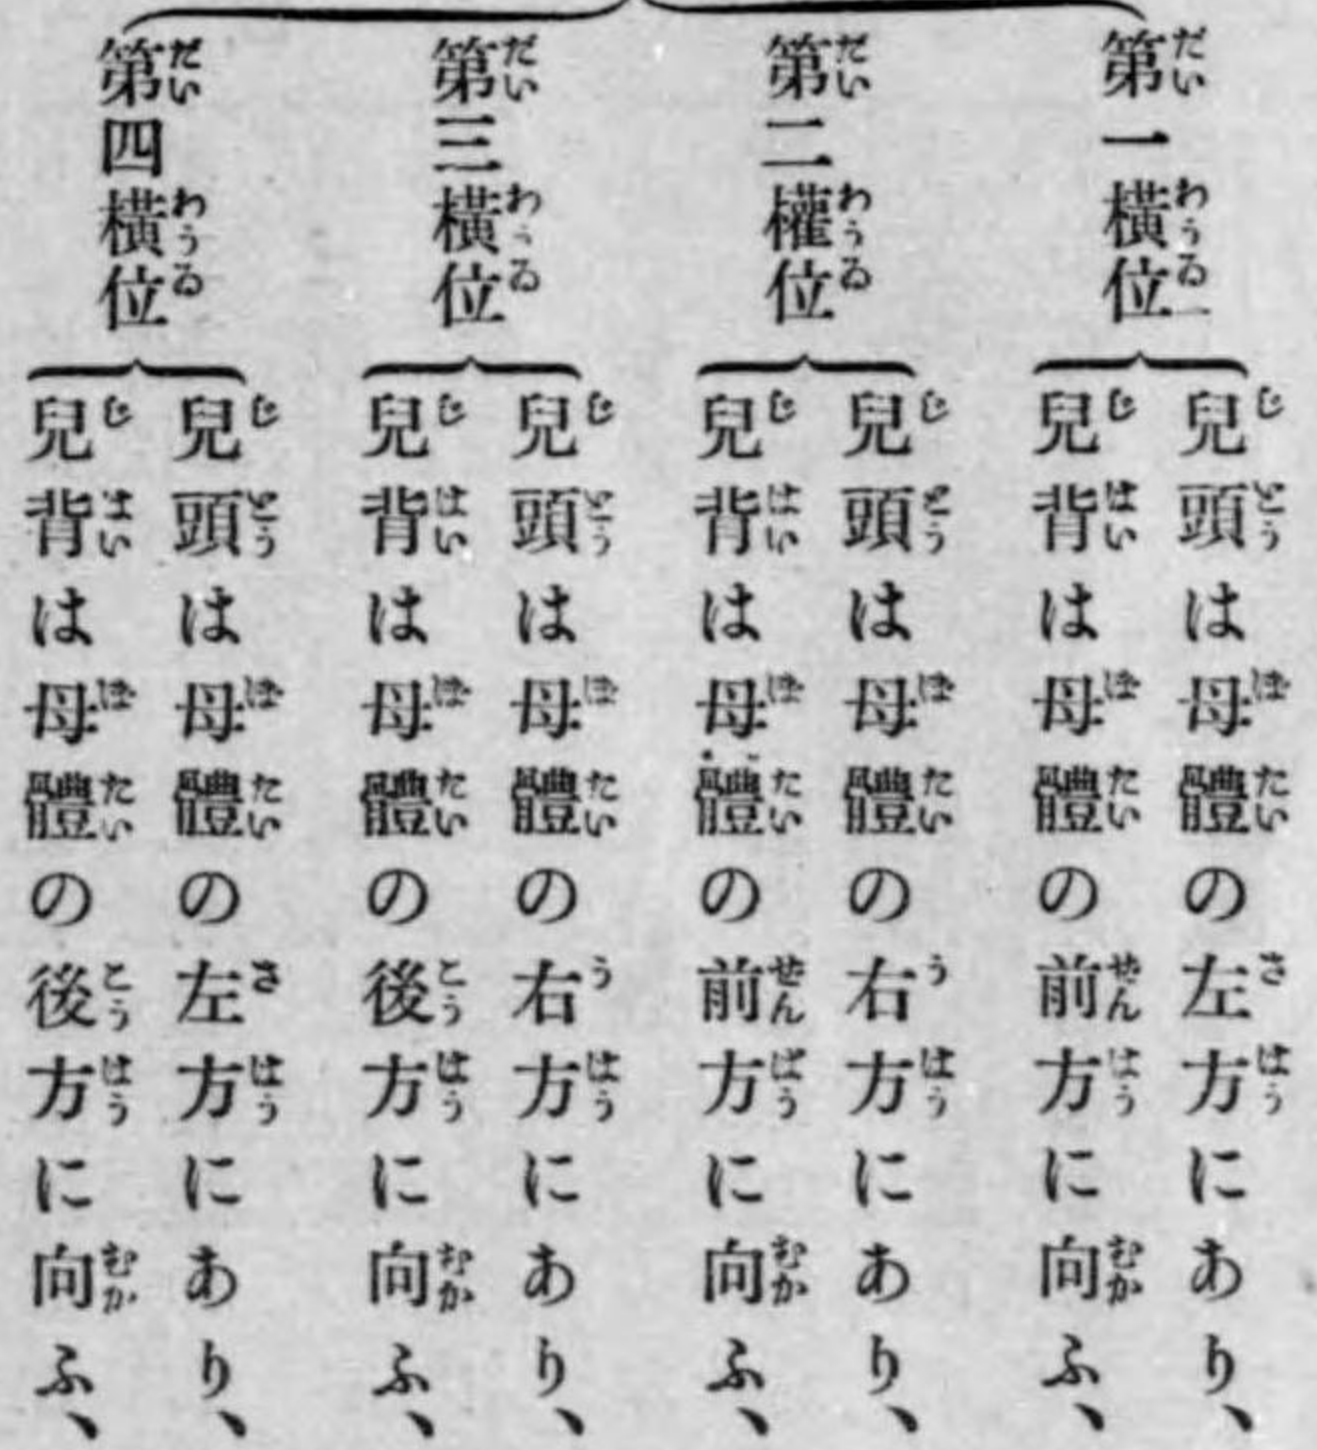 第一橫位
兒頭は母體の左方にあり、
兒背は母體の前方に向ふ、
第二權位
兒頭は母體の右方にあり、
兒背は母體の前方に向ふ、
第三橫位
兒頭は母體の右方にあり、
兒背は母體の後方に向ふ、
第四橫位
兒頭は母體の左方にあり、
兒背は母體の後方に向ふ、